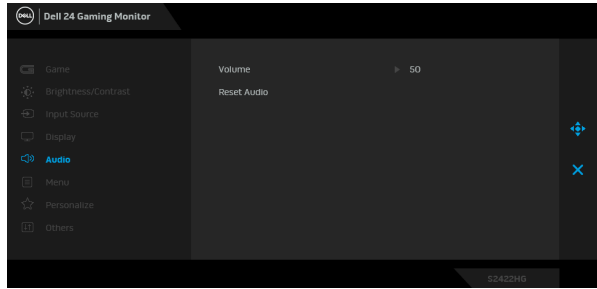 DELL
Dell 24 Gaming Monitor
Game
Brightness/Contrast
Input Source
Display
Audio
Menu
Personalize
Others
Volume 50
Reset Audio
S2422HG